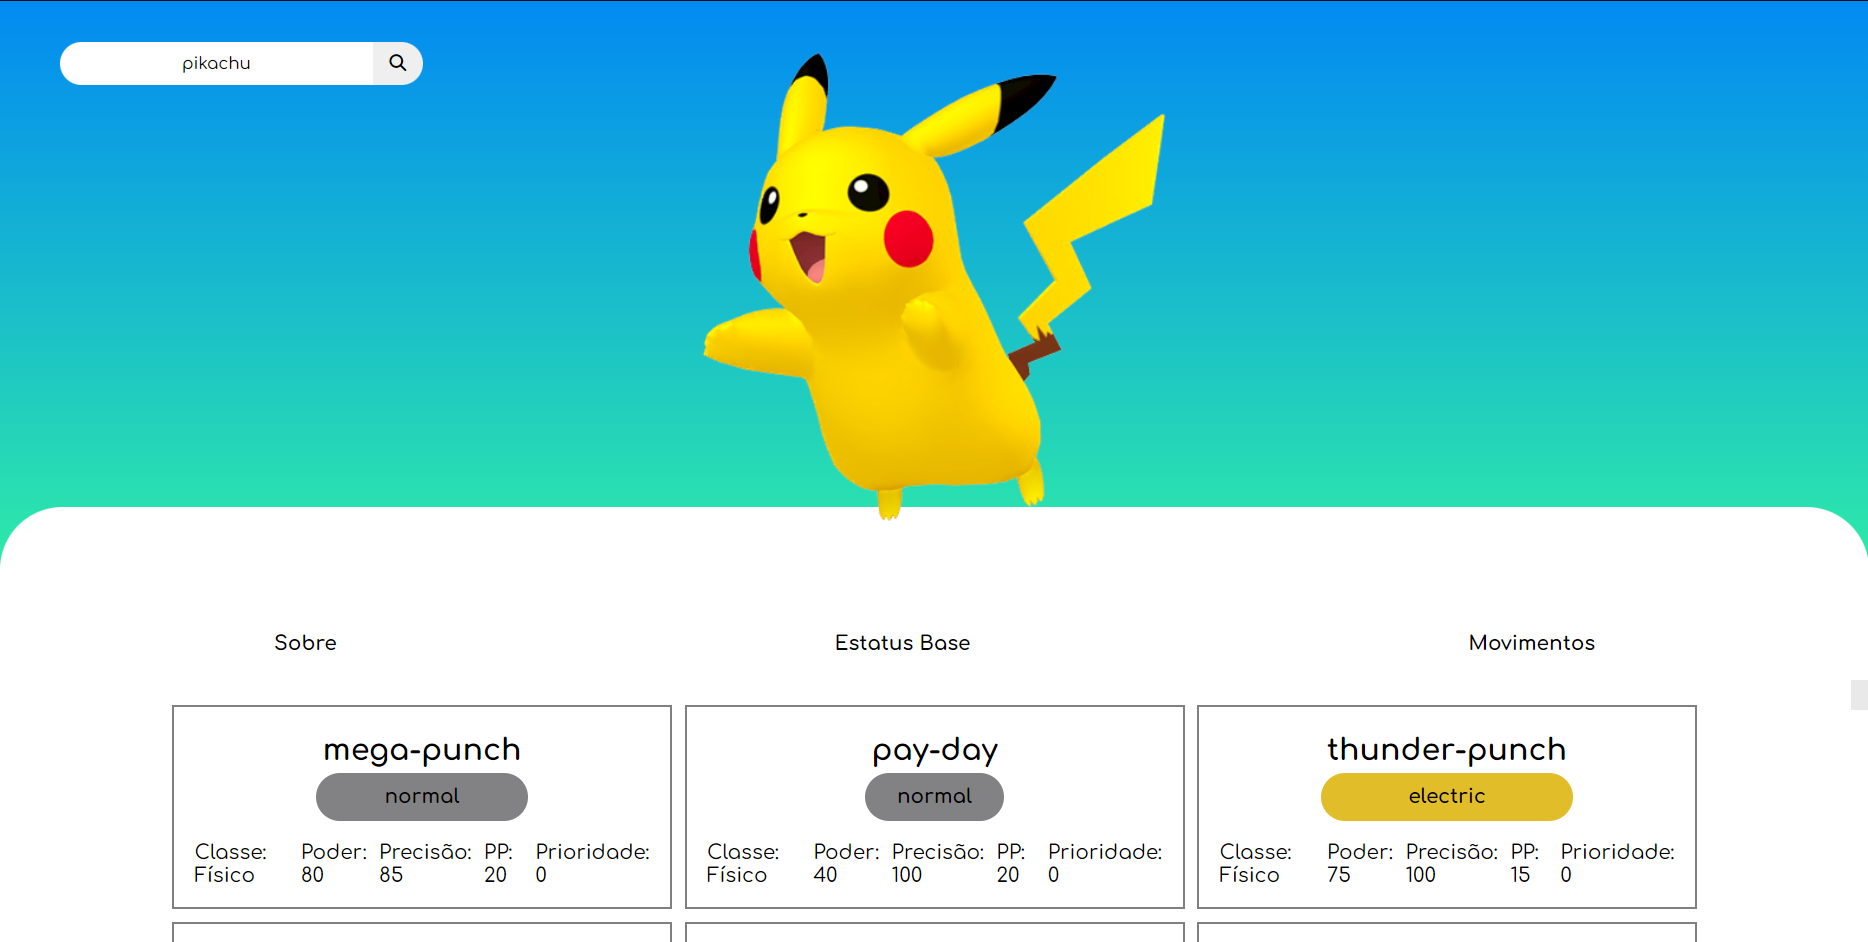 pikachu
Sobre Estatus Base Movimentos
mega-punch
normal
Classe: Poder: Precisão: PP: Prioridade:
Físico 80 85 20 0
pay-day
normal
Classe: Poder: Precisão: PP: Prioridade:
Físico 40 100 20 0
thunder-punch
electric
Classe: Poder: Precisão: PP: Prioridade:
Físico 75 100 15 0